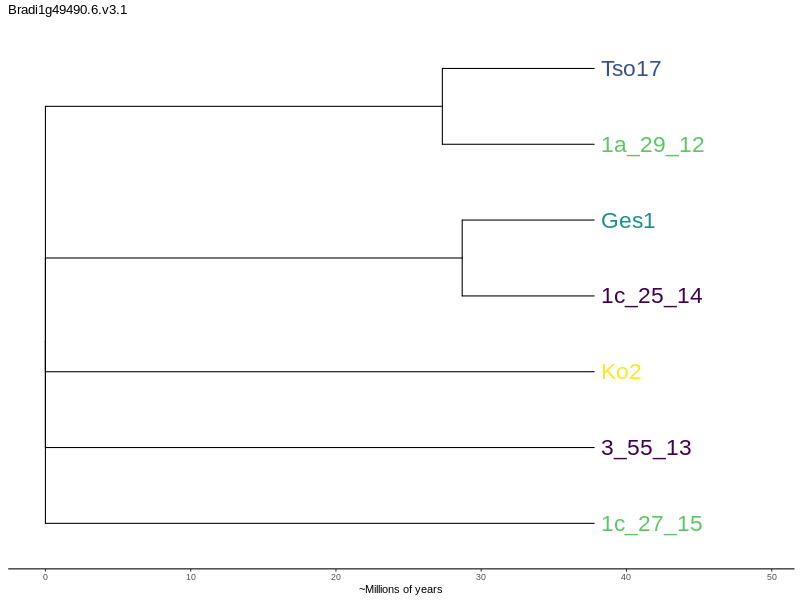 Bradi1g49490.6.v3.1
Tso17
1a_29_12
Ges1
1c_25_14
Ko2
3_55_13
1c_27_15
0 10 20 30 40 50
~Millions of years